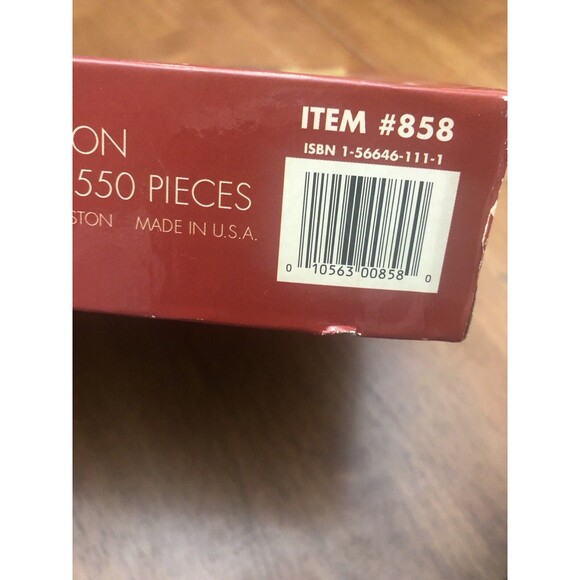 ITEM #858
ISBN 1-56646-111-1
ON
550 PIECES
STON MADE IN U.S.A.
0 10563 00858 0